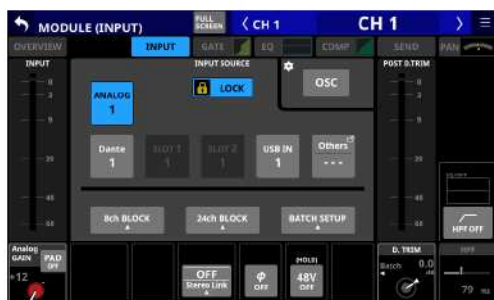 MODULE (INPUT)
FULL SCREEN
CH 1
CH 1
OVERVIEW
INPUT
GATE
EQ
COMP
SEND
PAN
INPUT
INPUT SOURCE
POST D.TRIM
ANALOG
1
LOCK
OSC
Dante
1
SLOT 1
1
SLOT 2
1
USB IN
1
Others
---
8ch BLOCK
24ch BLOCK
BATCH SETUP
HPF OFF
Analog
GAIN
PAD
OFF
+12
OFF
Stereo Link
Φ
OFF
(HOLD)
48V
OFF
D. TRIM
Batch
0.0
dB
HPF
79
Hz